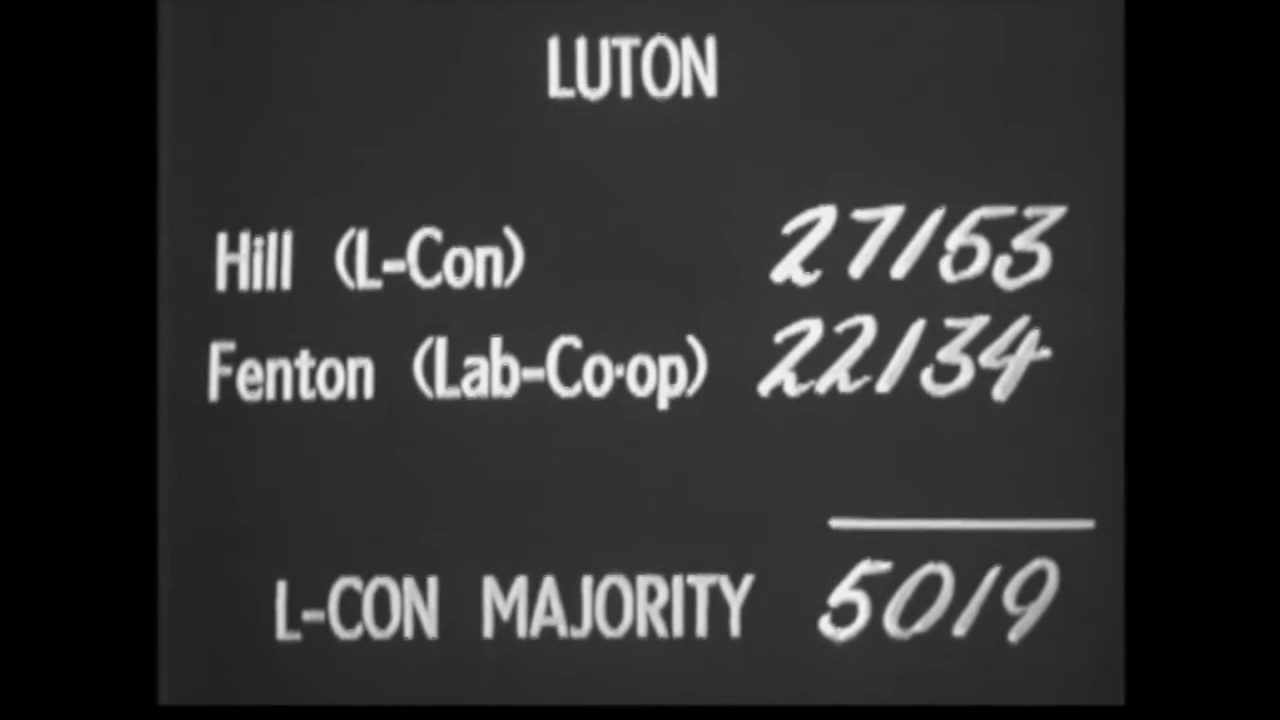 LUTON
Hill (L-Con) 27153
Fenton (Lab-Co·op) 22134
L-CON MAJORITY 5019